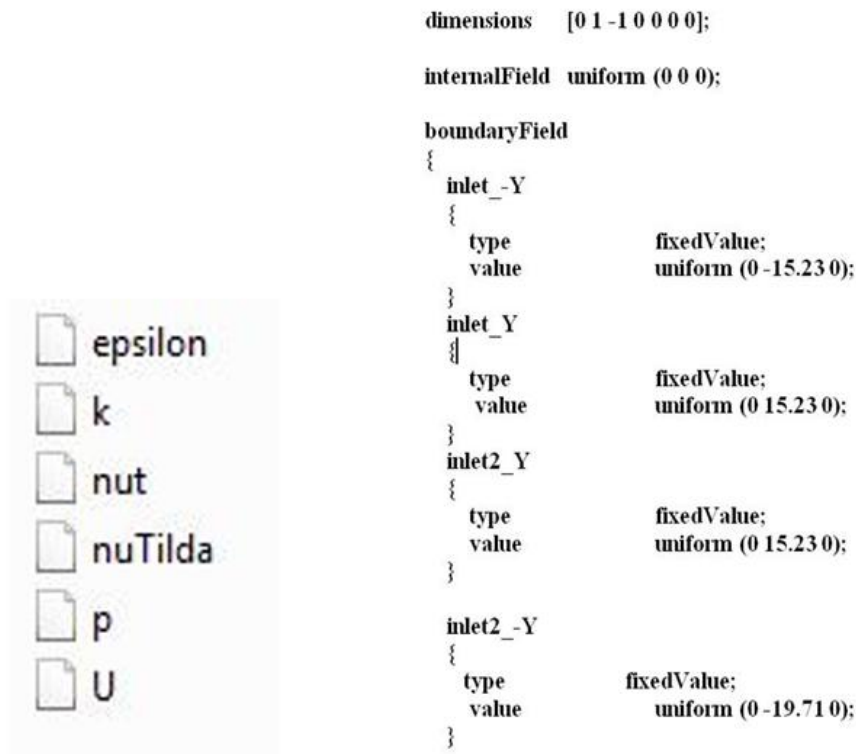 epsilon
k
nut
nuTilda
p
U
dimensions [0 1 -1 0 0 0 0];
internalField uniform (0 0 0);
boundaryField
{
inlet_-Y
{
type fixedValue;
value uniform (0 -15.23 0);
}
inlet_Y
{
type fixedValue;
value uniform (0 15.23 0);
}
inlet2_Y
{
type fixedValue;
value uniform (0 15.23 0);
}
inlet2_-Y
{
type fixedValue;
value uniform (0 -19.71 0);
}